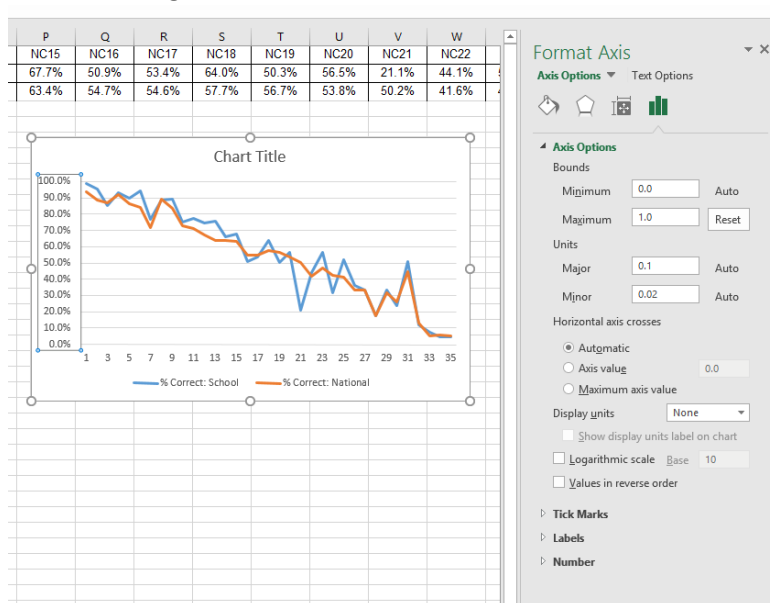 P Q R S T U V W
NC15 NC16 NC17 NC18 NC19 NC20 NC21 NC22
67.7% 50.9% 53.4% 64.0% 50.3% 56.5% 21.1% 44.1%
63.4% 54.7% 54.6% 57.7% 56.7% 53.8% 50.2% 41.6%
Chart Title
100.0%
90.0%
80.0%
70.0%
60.0%
50.0%
40.0%
30.0%
20.0%
10.0%
0.0%
1 3 5 7 9 11 13 15 17 19 21 23 25 27 29 31 33 35
% Correct: School % Correct: National
Format Axis
Axis Options Text Options
Axis Options
Bounds
Minimum 0.0 Auto
Maximum 1.0 Reset
Units
Major 0.1 Auto
Minor 0.02 Auto
Horizontal axis crosses
Automatic
Axis value 0.0
Maximum axis value
Display units None
Show display units label on chart
Logarithmic scale Base 10
Values in reverse order
Tick Marks
Labels
Number